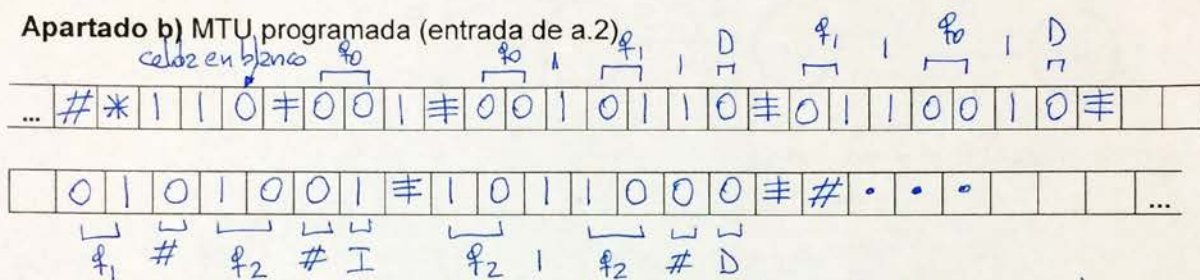 Apartado b) MTU programada (entrada de a.2)
celda en blanco q0 q0 1 q1 1 D q1 1 q0 1 D
... # * 1 1 0 ‡ 0 0 1 ‡ 0 0 1 0 1 1 0 ‡ 0 1 1 0 0 1 0 ‡
0 1 0 1 0 0 1 ‡ 1 0 1 1 0 0 0 ‡ # • • • ...
q1 # q2 # I q2 1 q2 # D